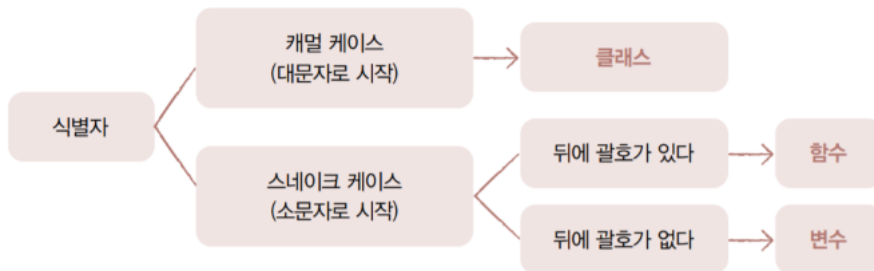 식별자
캐멀 케이스
(대문자로 시작)
클래스
스네이크 케이스
(소문자로 시작)
뒤에 괄호가 있다
함수
뒤에 괄호가 없다
변수